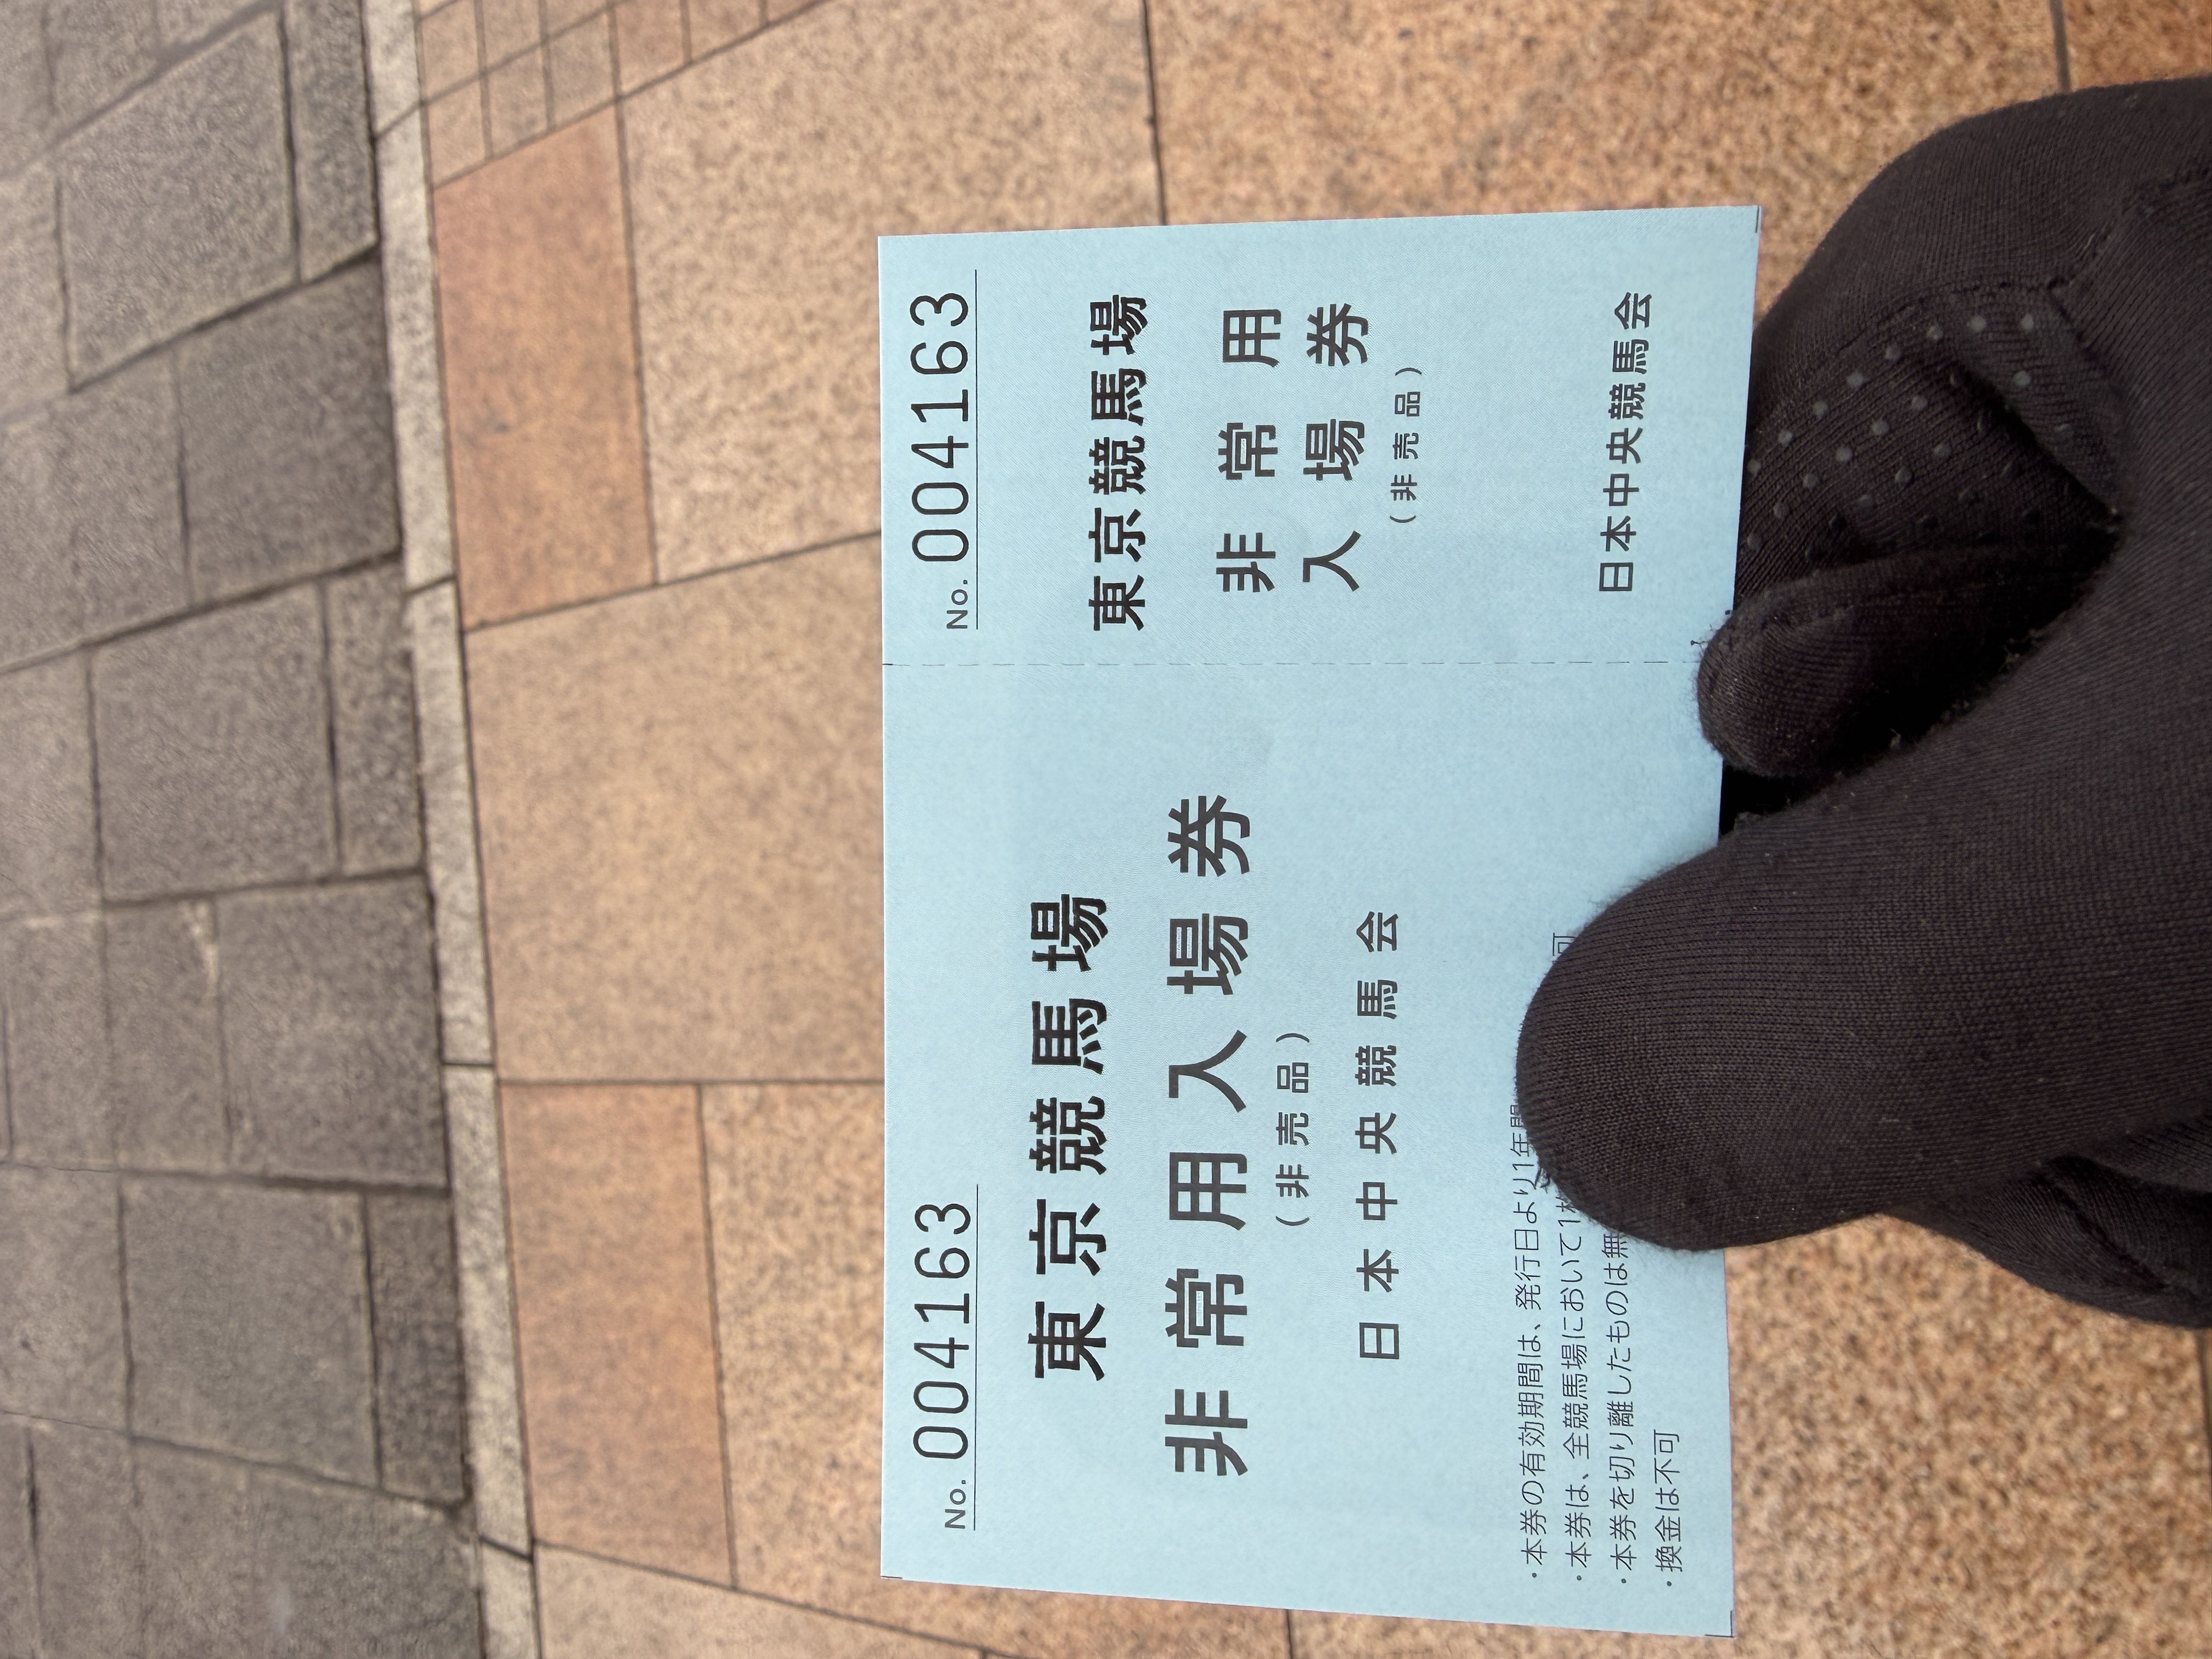 No.004163
東京競馬場
非常用入場券
(非売品)
日本中央競馬会
・本券の有効期間は、発行日より1年間
・本券は、全競馬場において1 可
・本券を切り離したものは無
・換金は不可
No.004163
東京競馬場
非常用
入場券
(非売品)
日本中央競馬会